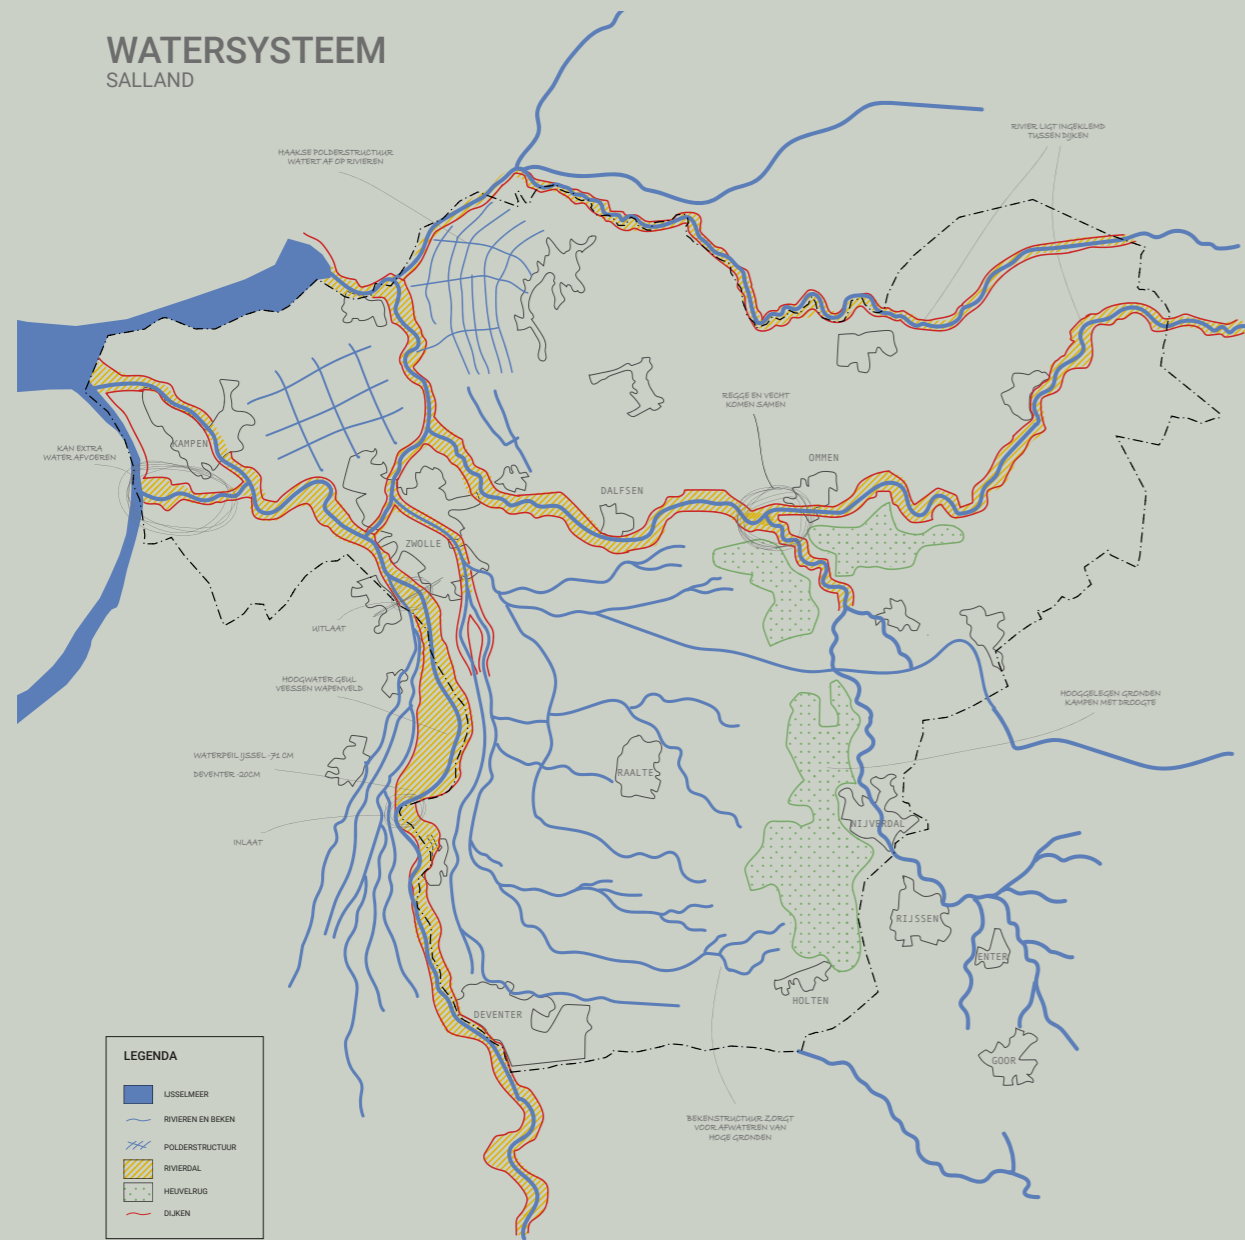 WATERSYSTEEM
SALLAND
HAAKSE POLDERSTRUCTUUR
WATERT AF OP RIVIEREN
RIVIER LIGT INGEKLEMD
TUSSEN DIJKEN
REGGE EN VECHT
KOMEN SAMEN
KAN EXTRA
WATER AFVOEREN
KAMPEN
OMMEN
DALFSEN
ZWOLLE
UITLAAT
HOOGWATER GEUL
VEESSEN WAPENVELD
HOOGGELEGEN GRONDEN
KAMPEN MET DROOGTE
WATERPEIL IJSSEL -71 CM
DEVENTER -20CM
RAALTE
INLAAT
NIJVERDAL
RIJSSEN
ENTER
HOLTEN
DEVENTER
GOOR
BEKENSTRUCTUUR ZORGT
VOOR AFWATEREN VAN
HOGE GRONDEN
LEGENDA
IJSSELMEER
RIVIEREN EN BEKEN
POLDERSTRUCTUUR
RIVIERDAL
HEUVELRUG
DIJKEN